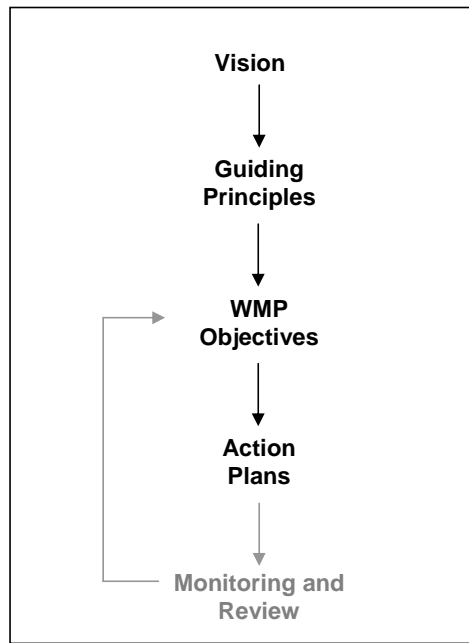 Vision
Guiding
Principles
WMP
Objectives
Action
Plans
Monitoring and
Review